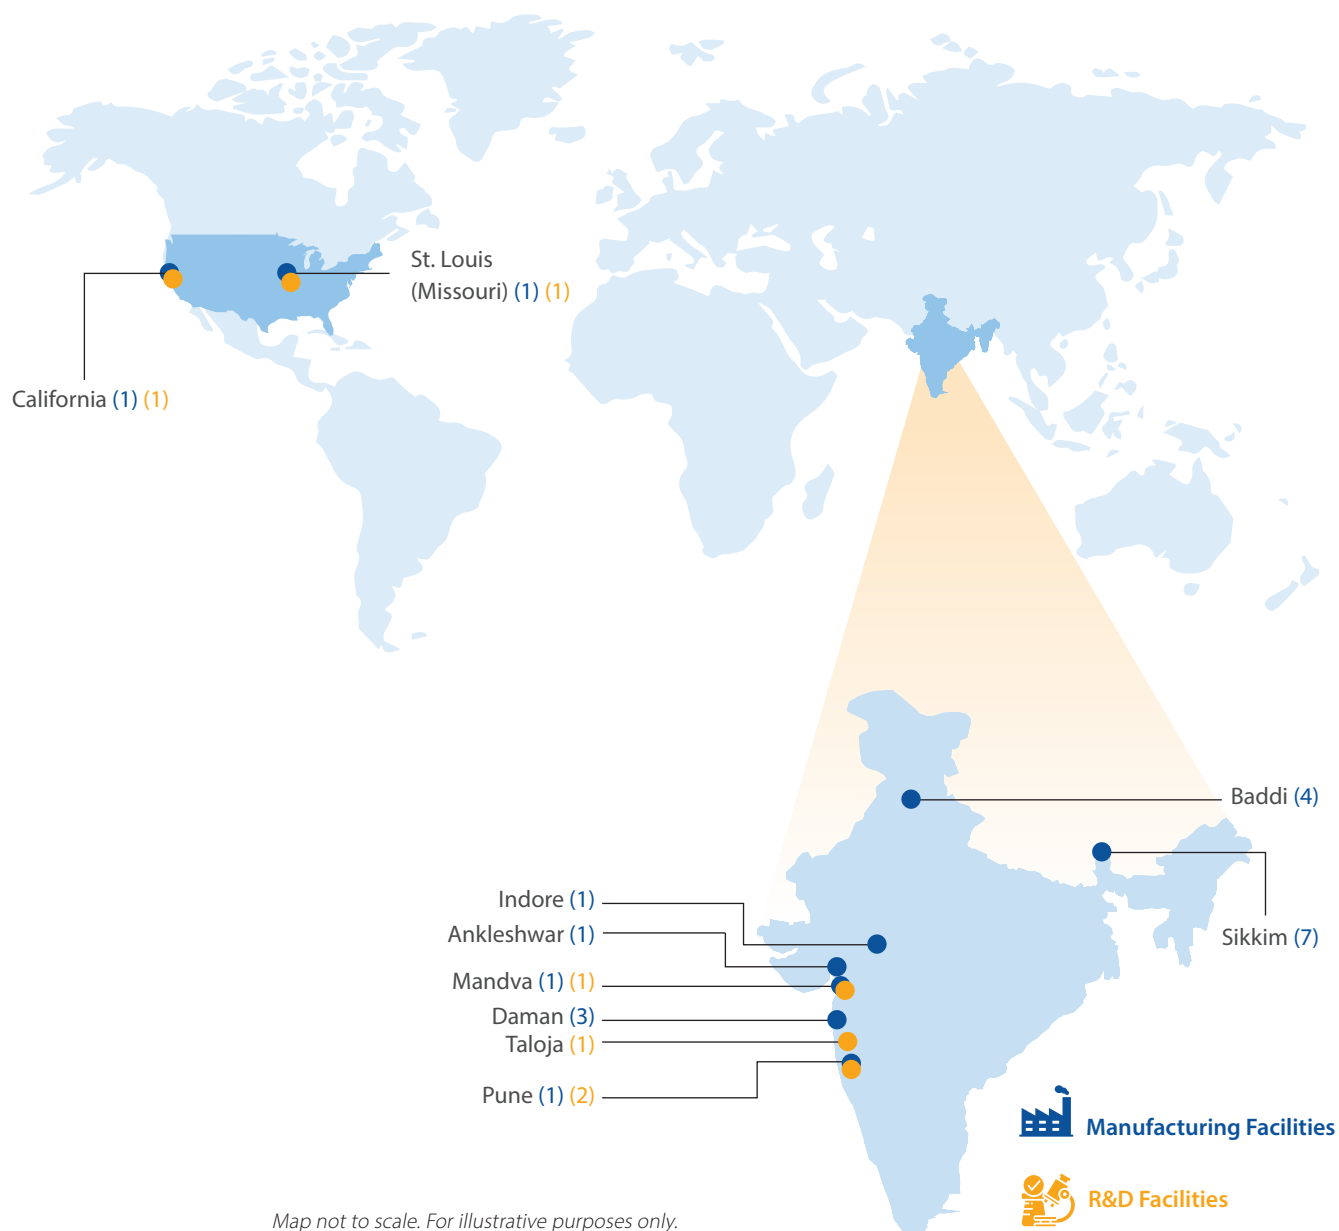 St. Louis
(Missouri) (1) (1)
California (1) (1)
Baddi (4)
Indore (1)
Ankleshwar (1)
Sikkim (7)
Mandva (1) (1)
Daman (3)
Taloja (1)
Pune (1) (2)
Manufacturing Facilities
R&D Facilities
Map not to scale. For illustrative purposes only.